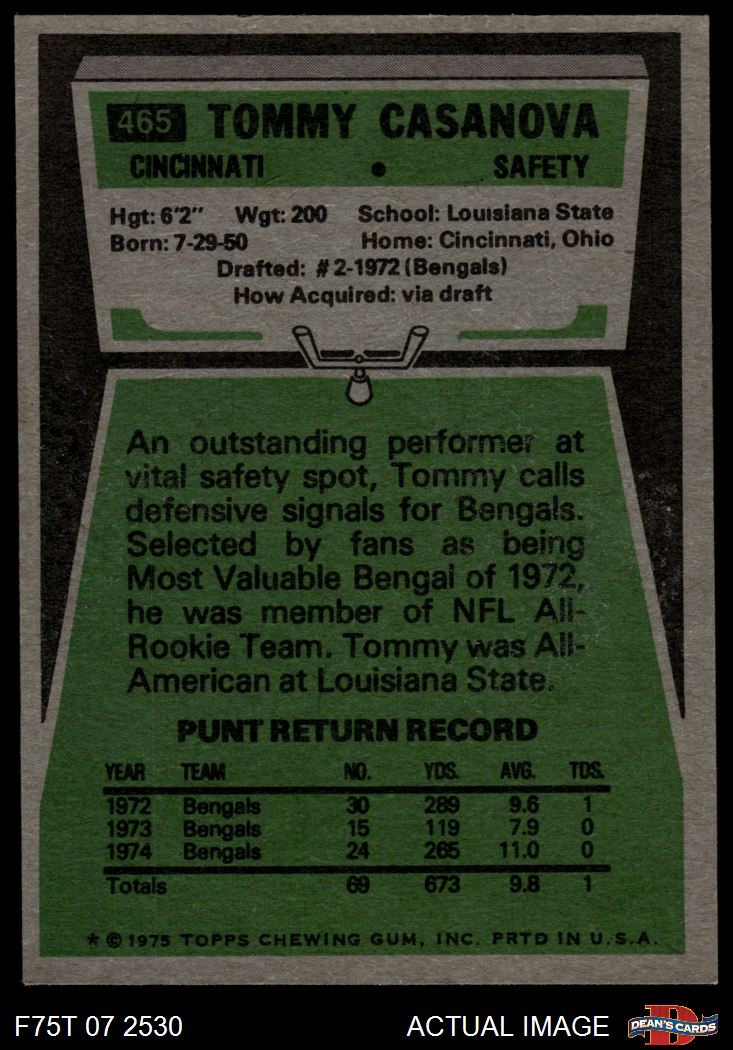 465 TOMMY CASANOVA
CINCINNATI • SAFETY
Hgt: 6'2" Wgt: 200 School: Louisiana State
Born: 7-29-50 Home: Cincinnati, Ohio
Drafted: #2-1972 (Bengals)
How Acquired: via draft
An outstanding performer at
vital safety spot, Tommy calls
defensive signals for Bengals.
Selected by fans as being
Most Valuable Bengal of 1972,
he was member of NFL All-
Rookie Team. Tommy was All-
American at Louisiana State.
PUNT RETURN RECORD
YEAR TEAM NO. YDS. AVG. TDS.
1972 Bengals 30 289 9.6 1
1973 Bengals 15 119 7.9 0
1974 Bengals 24 265 11.0 0
Totals 69 673 9.8 1
* © 1975 TOPPS CHEWING GUM, INC. PRTD IN U.S.A.
F75T 07 2530 ACTUAL IMAGE D DEAN'S CARDS